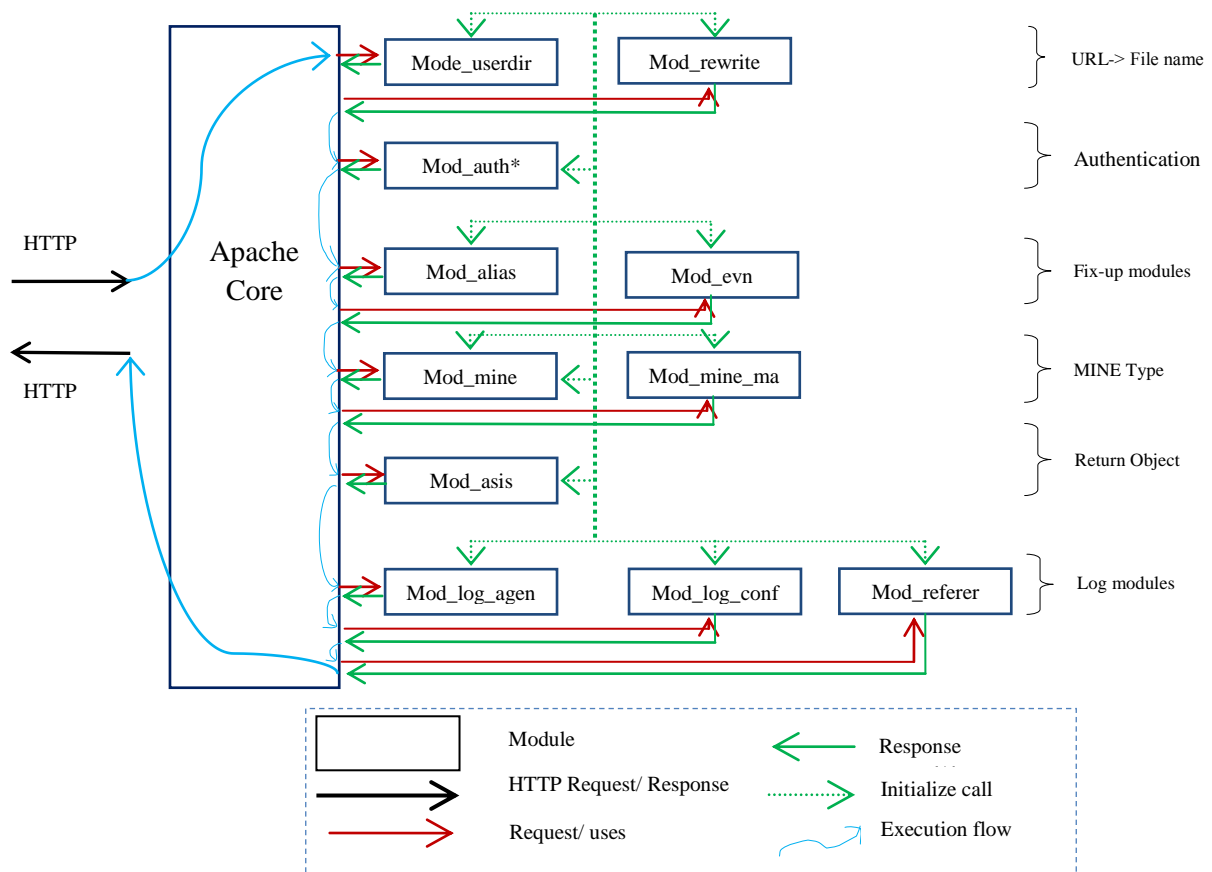 Mode_userdir
Mod_rewrite
URL-> File name
Mod_auth*
Authentication
HTTP
Apache
Core
Mod_alias
Mod_evn
Fix-up modules
HTTP
Mod_mine
Mod_mine_ma
MINE Type
Mod_asis
Return Object
Mod_log_agen
Mod_log_conf
Mod_referer
Log modules
Module
Response
HTTP Request/ Response
Initialize call
Request/ uses
Execution flow